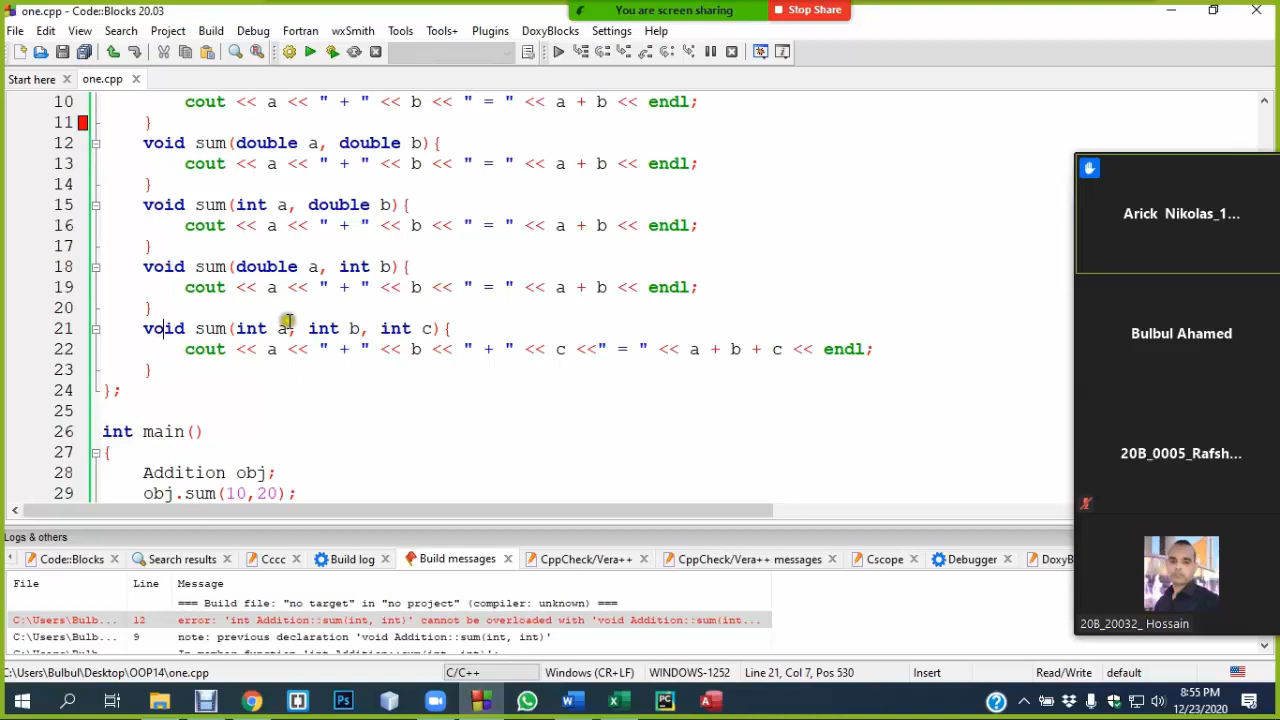 one.cpp - Code::Blocks 20.03
You are screen sharing
Stop Share
File Edit View Search Project Build Debug Fortran wxSmith Tools Tools+ Plugins DoxyBlocks Settings Help
Start here
one.cpp
10 cout << a << " + " << b << " = " << a + b << endl;
11 }
12 void sum(double a, double b){
13 cout << a << " + " << b << " = " << a + b << endl;
14 }
15 void sum(int a, double b){
16 cout << a << " + " << b << " = " << a + b << endl;
17 }
18 void sum(double a, int b){
19 cout << a << " + " << b << " = " << a + b << endl;
20 }
21 void sum(int a, int b, int c){
22 cout << a << " + " << b << " + " << c <<" = " << a + b + c << endl;
23 }
24 };
25
26 int main()
27 {
28 Addition obj;
29 obj.sum(10,20);
Arick Nikolas_1...
Bulbul Ahamed
20B_0005_Rafsh...
20B_20032_ Hossain
Logs & others
Code::Blocks Search results Cccc Build log Build messages CppCheck/Vera++ CppCheck/Vera++ messages Cscope Debugger DoxyB
File Line Message
=== Build file: "no target" in "no project" (compiler: unknown) ===
C:\Users\Bulb... 12 error: 'int Addition::sum(int, int)' cannot be overloaded with 'void Addition::sum(int...
C:\Users\Bulb... 9 note: previous declaration 'void Addition::sum(int, int)'
C:\Users\Bulbul\Desktop\OOP14\one.cpp C/C++ Windows (CR+LF) WINDOWS-1252 Line 21, Col 7, Pos 530 Insert Read/Write default
8:55 PM
12/23/2020